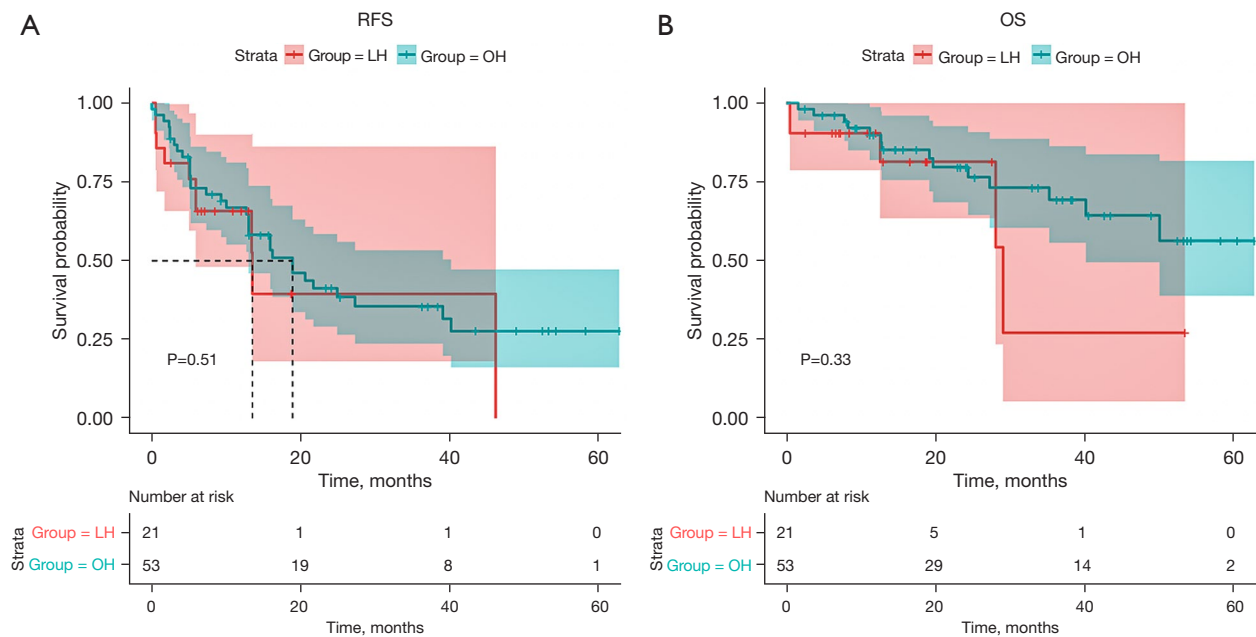 A
RFS
Strata Group = LH Group = OH
1.00
0.75
0.50
0.25
0.00
Survival probability
P=0.51
0 20 40 60
Time, months
Number at risk
Strata
Group = LH 21 1 1 0
Group = OH 53 19 8 1
0 20 40 60
Time, months
B
OS
Strata Group = LH Group = OH
1.00
0.75
0.50
0.25
0.00
Survival probability
P=0.33
0 20 40 60
Time, months
Number at risk
Strata
Group = LH 21 5 1 0
Group = OH 53 29 14 2
0 20 40 60
Time, months